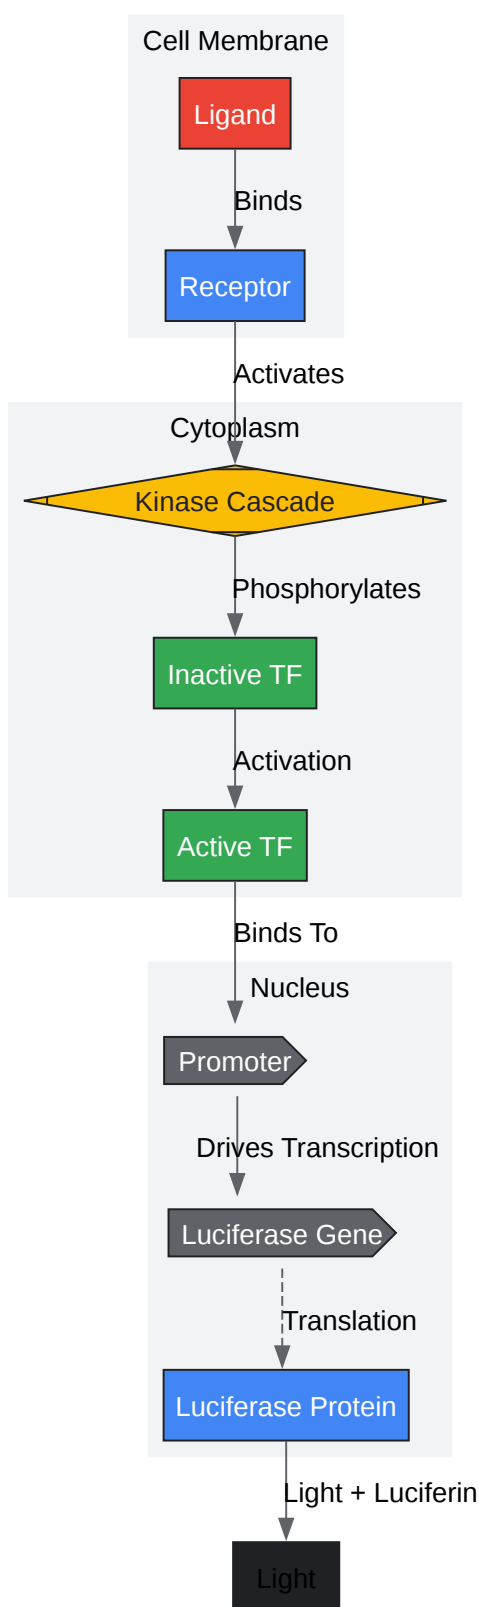 Cell Membrane
Ligand
Binds
Receptor
Activates
Cytoplasm
Kinase Cascade
Phosphorylates
Inactive TF
Activation
Active TF
Binds To
Nucleus
Promoter
Drives Transcription
Luciferase Gene
Translation
Luciferase Protein
Light + Luciferin
Light